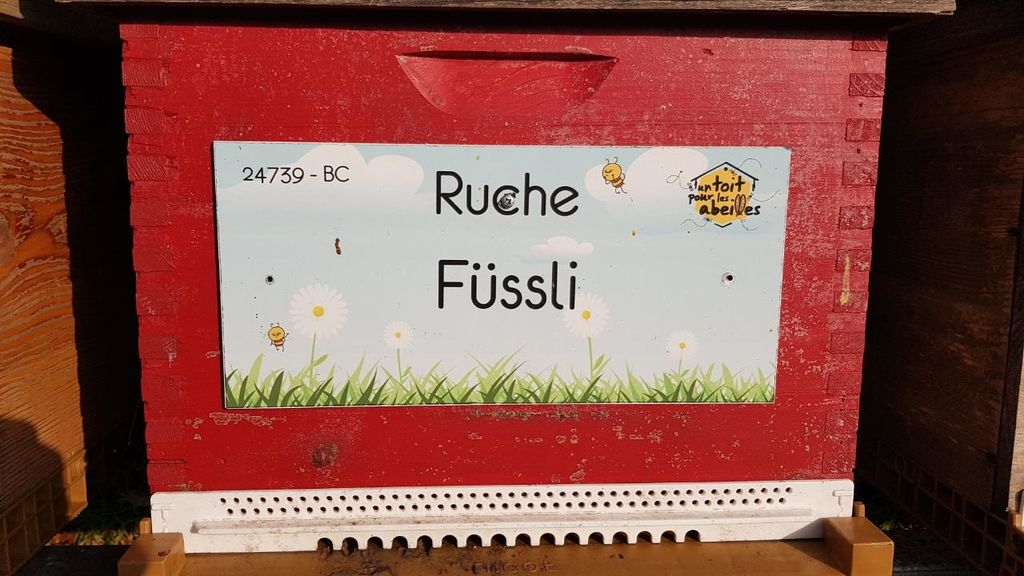 24739 - BC
Ruche
un toit
pour les
abeilles
Füssli